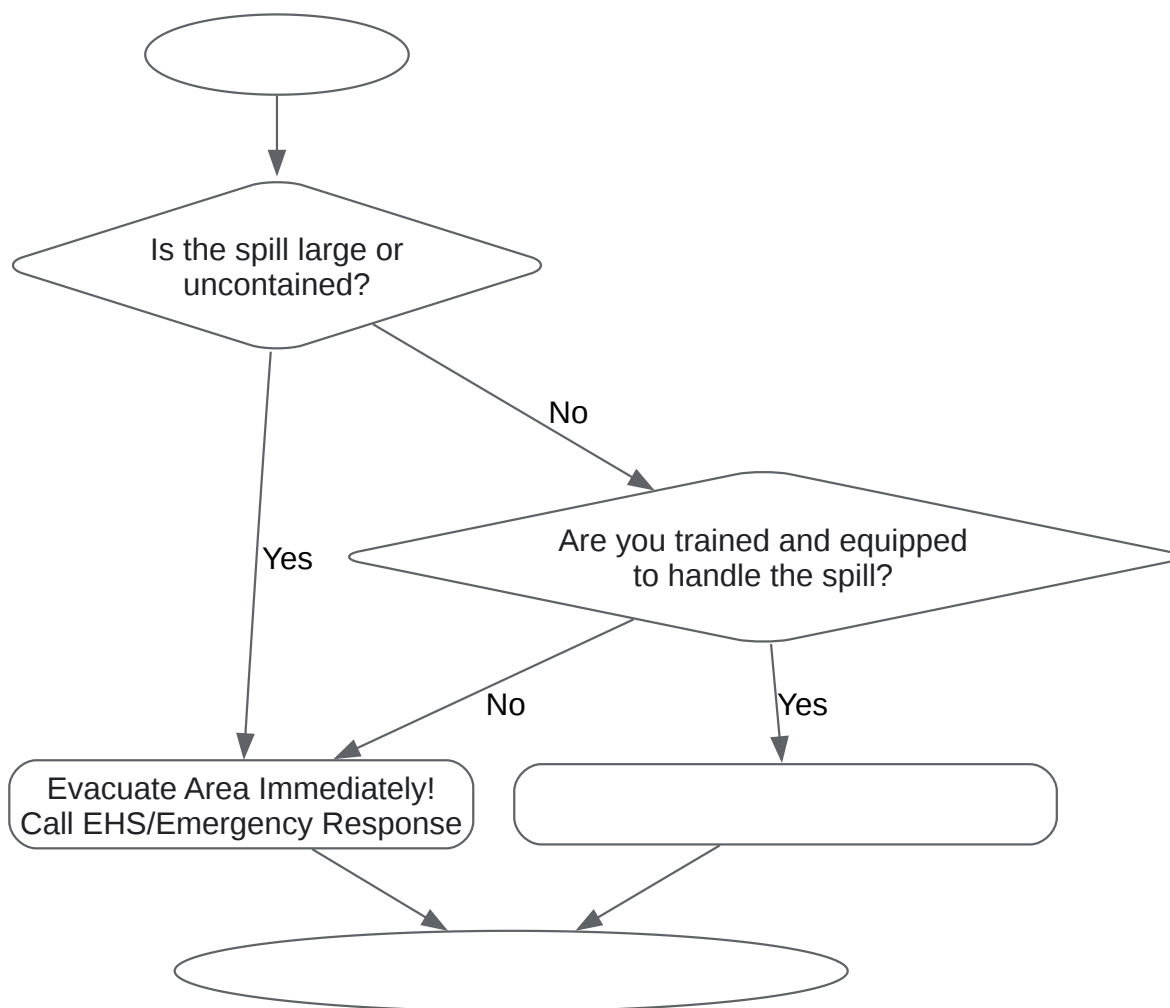 Is the spill large or
uncontained?
No
Are you trained and equipped
to handle the spill?
Yes
No
Yes
Evacuate Area Immediately!
Call EHS/Emergency Response